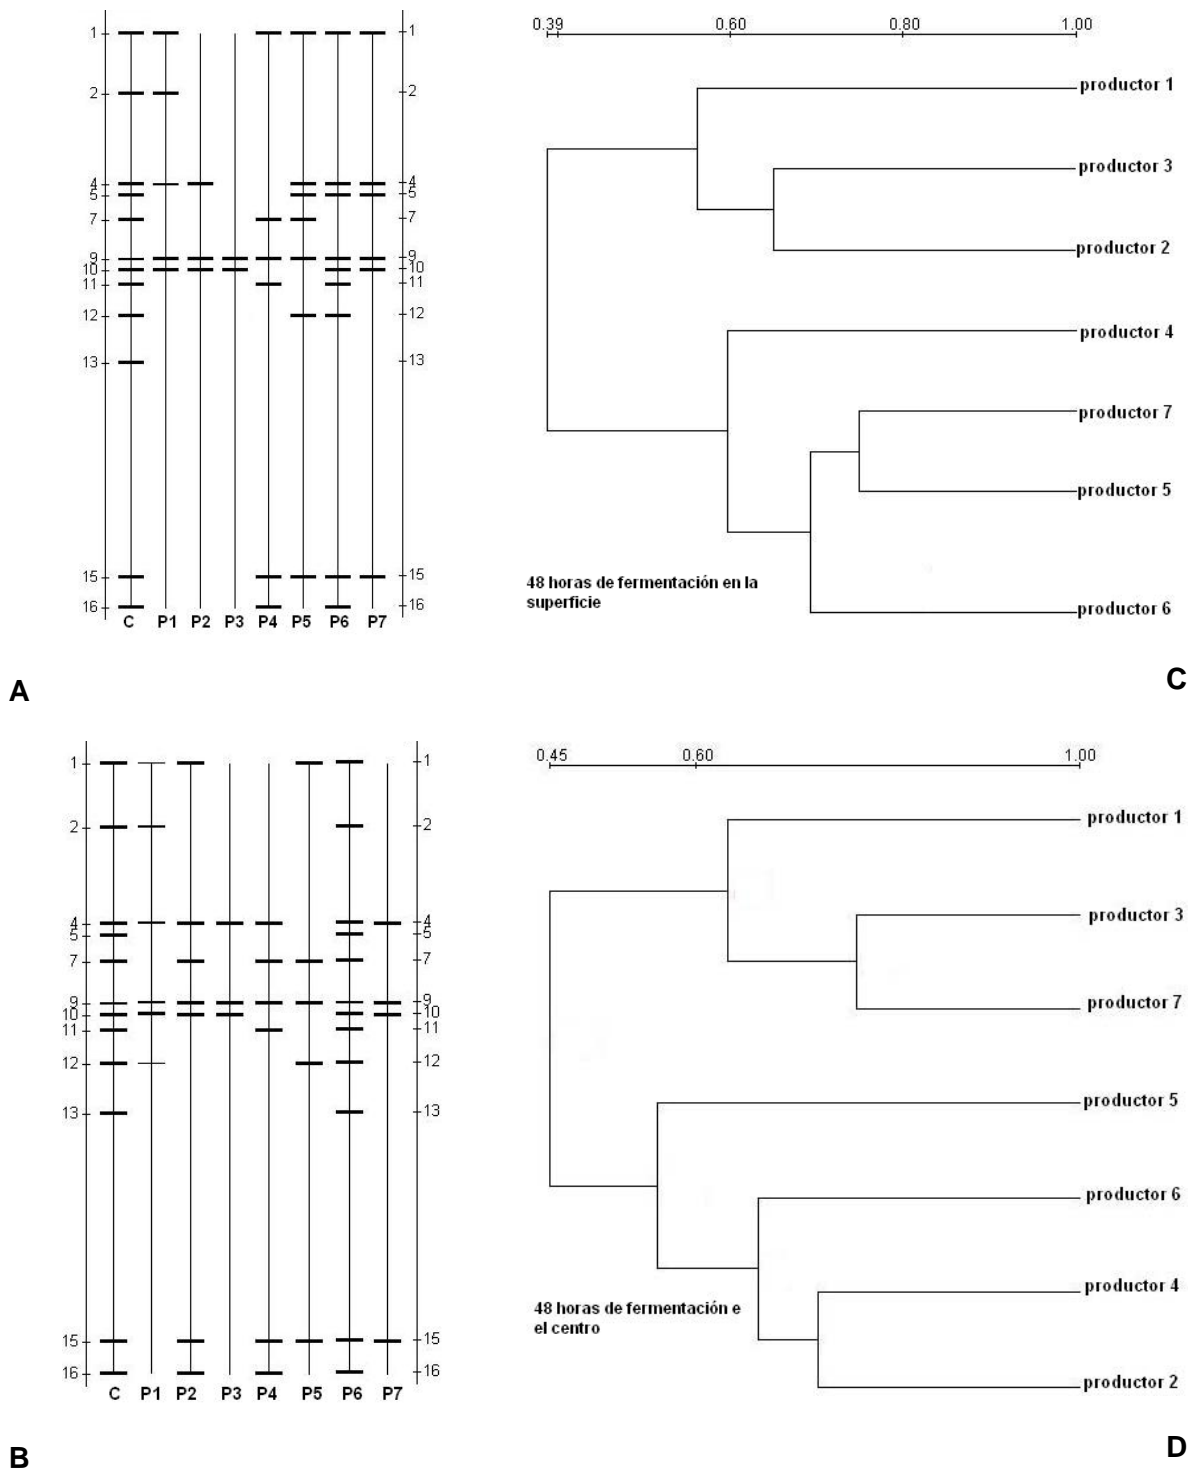 0.39 0.60 0.80 1.00
1 1
2 2
4 4
5 5
7 7
9 9
10 10
11 11
12 12
13 13
15 15
16 16
C P1 P2 P3 P4 P5 P6 P7
A
productor 1
productor 3
productor 2
productor 4
productor 7
productor 5
productor 6
48 horas de fermentación en la
superficie
C
1 1
2 2
4 4
5 5
7 7
9 9
10 10
11 11
12 12
13 13
15 15
16 16
C P1 P2 P3 P4 P5 P6 P7
B
0.45 0.60 1.00
productor 1
productor 3
productor 7
productor 5
productor 6
productor 4
productor 2
48 horas de fermentación e
el centro
D